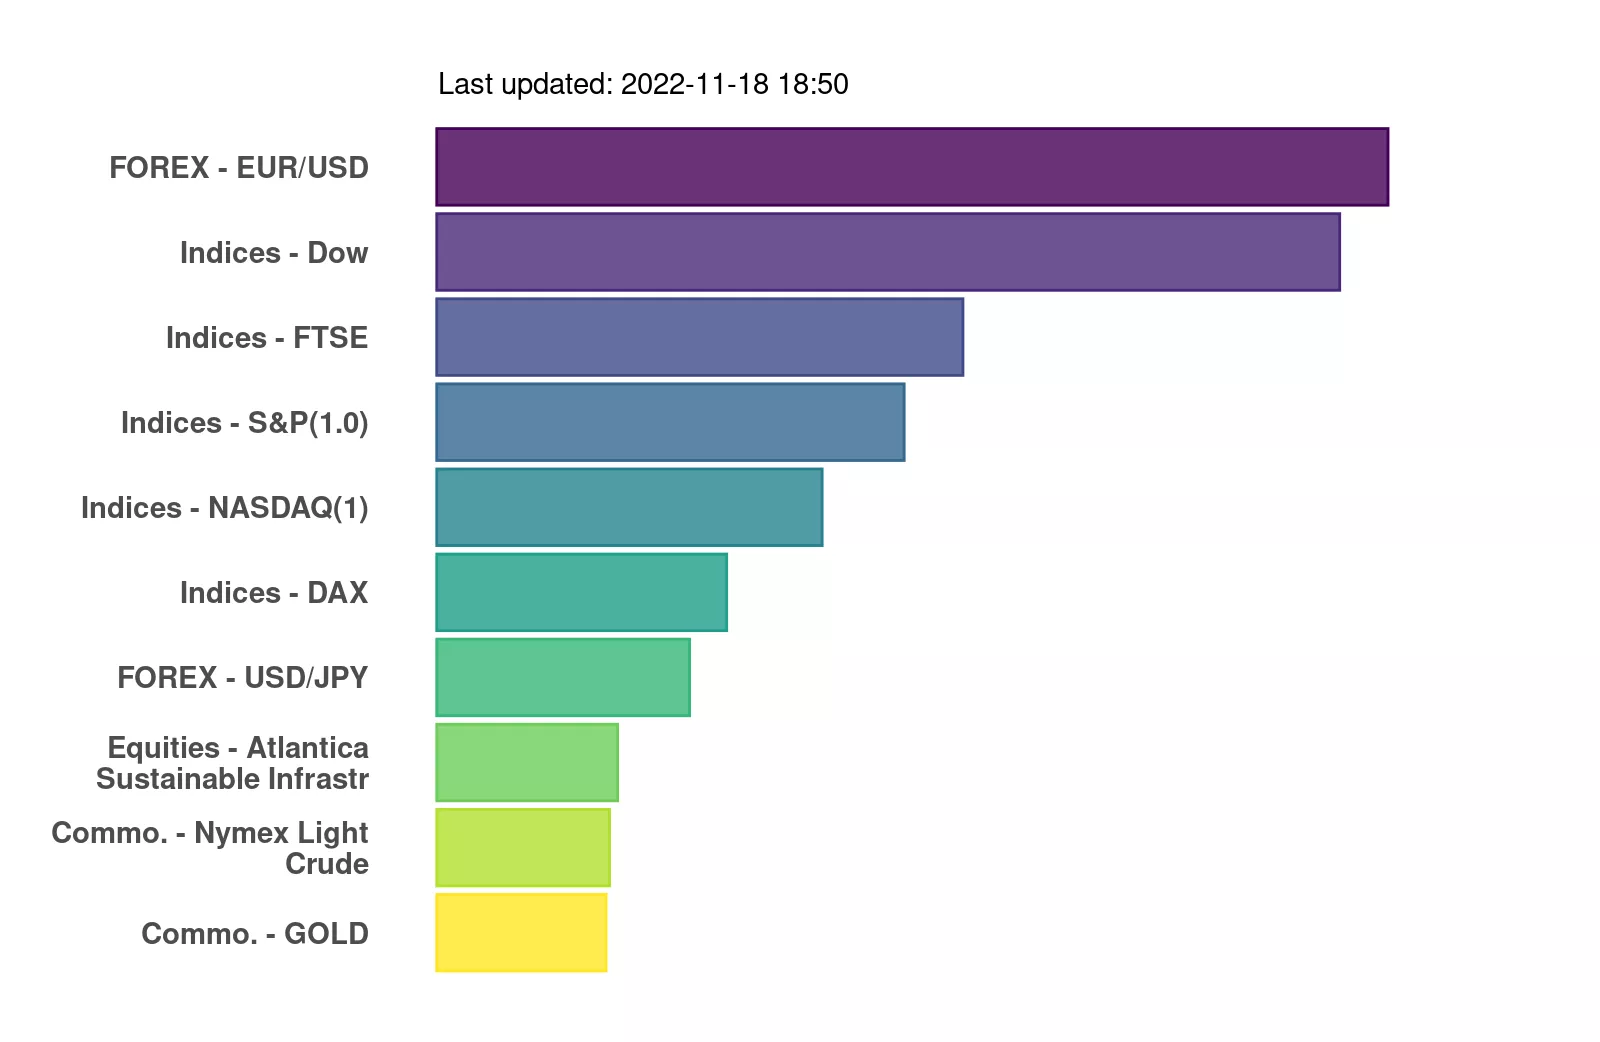 Last updated: 2022-11-18 18:50
FOREX - EUR/USD
Indices - Dow
Indices - FTSE
Indices - S&P(1.0)
Indices - NASDAQ(1)
Indices - DAX
FOREX - USD/JPY
Equities - Atlantica
Sustainable Infrastr
Commo. - Nymex Light
Crude
Commo. - GOLD